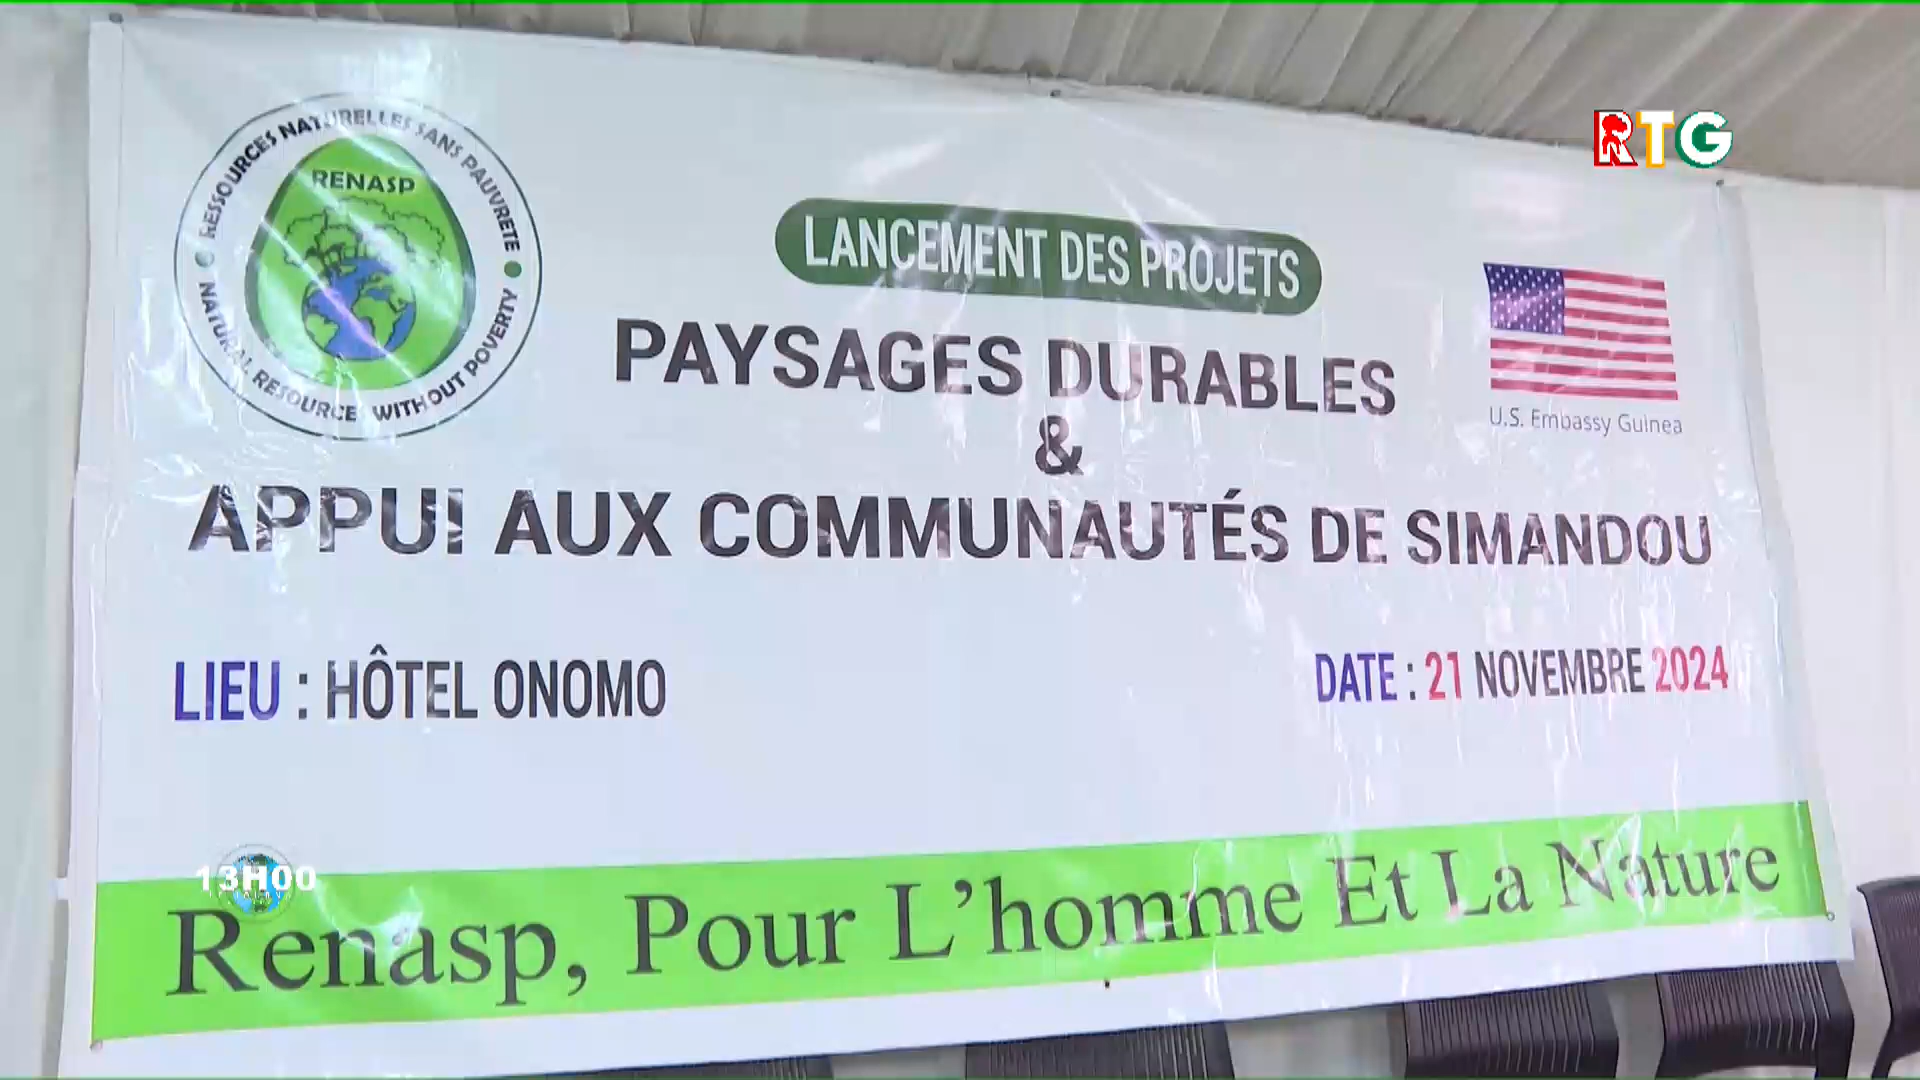 RTG
RESSOURCES NATURELLES SANS PAUVRETE
RENASP
NATURAL RESOURCE WITHOUT POVERTY
LANCEMENT DES PROJETS
PAYSAGES DURABLES
&
APPUI AUX COMMUNAUTÉS DE SIMANDOU
U.S. Embassy Guinea
LIEU : HÔTEL ONOMO
DATE : 21 NOVEMBRE 2024
13H00
Renasp, Pour L'homme Et La Nature